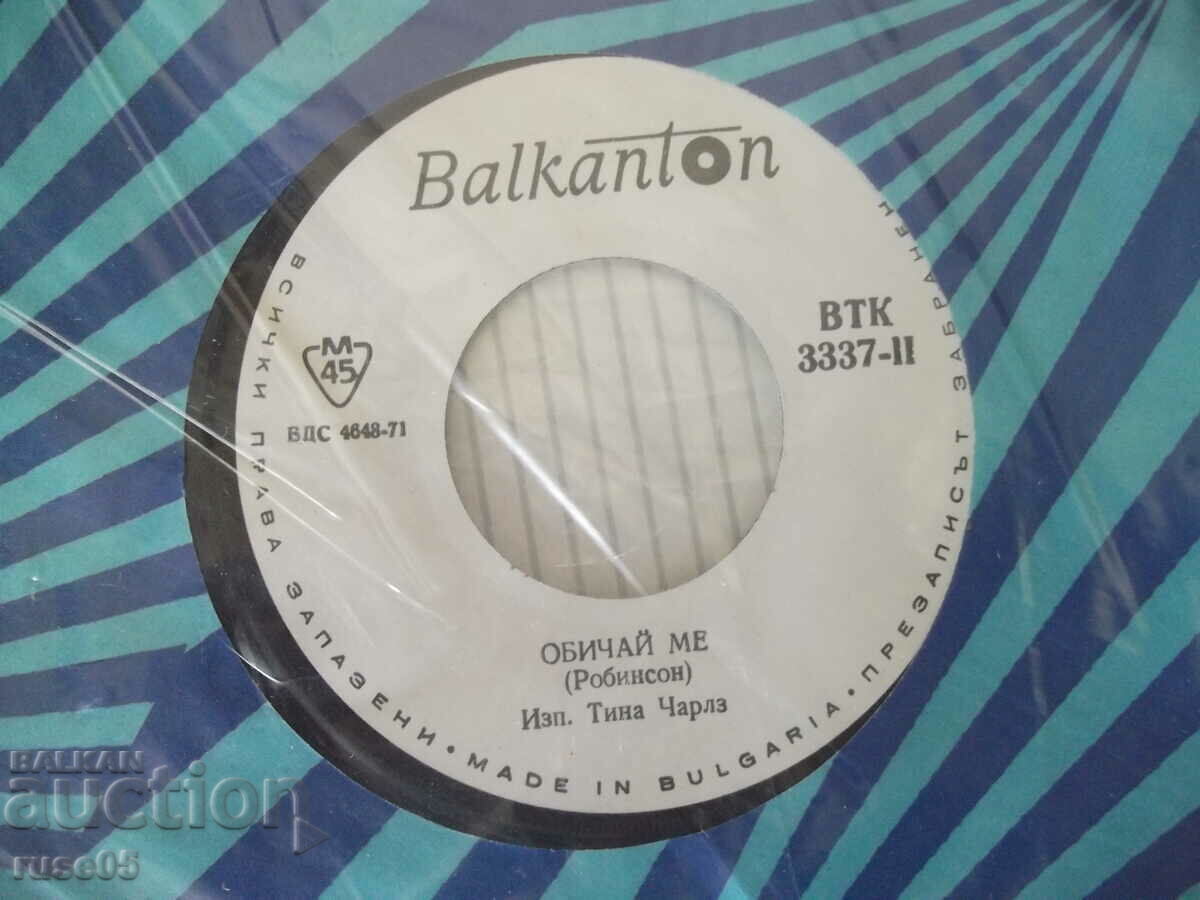 Balkanton
ВТК
3337-II
М
45
БДС 4648-71
ОБИЧАЙ МЕ
(Робинсон)
Изп. Тина Чарлз
ВСИЧКИ ПРАВА ЗАПАЗЕНИ • MADE IN BULGARIA • ПРЕЗАПИСЪТ ЗАБРАНЕН
BALKAN
auction
ruse05